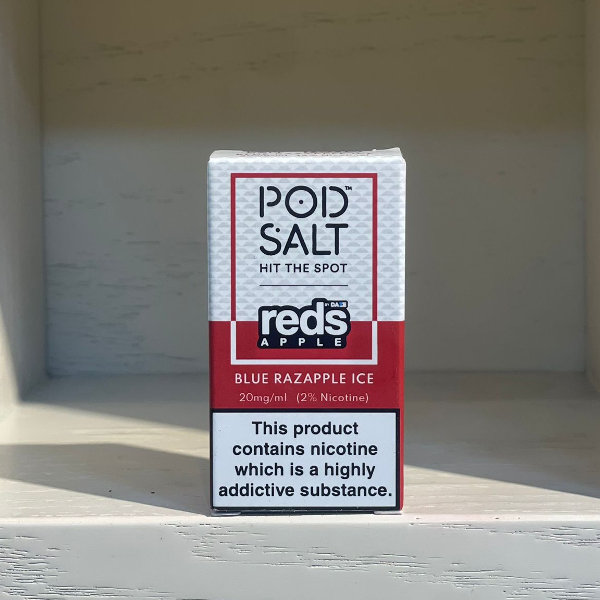 POD™
SALT
HIT THE SPOT
reds
APPLE
BLUE RAZAPPLE ICE
20mg/ml (2% Nicotine)
This product
contains nicotine
which is a highly
addictive substance.